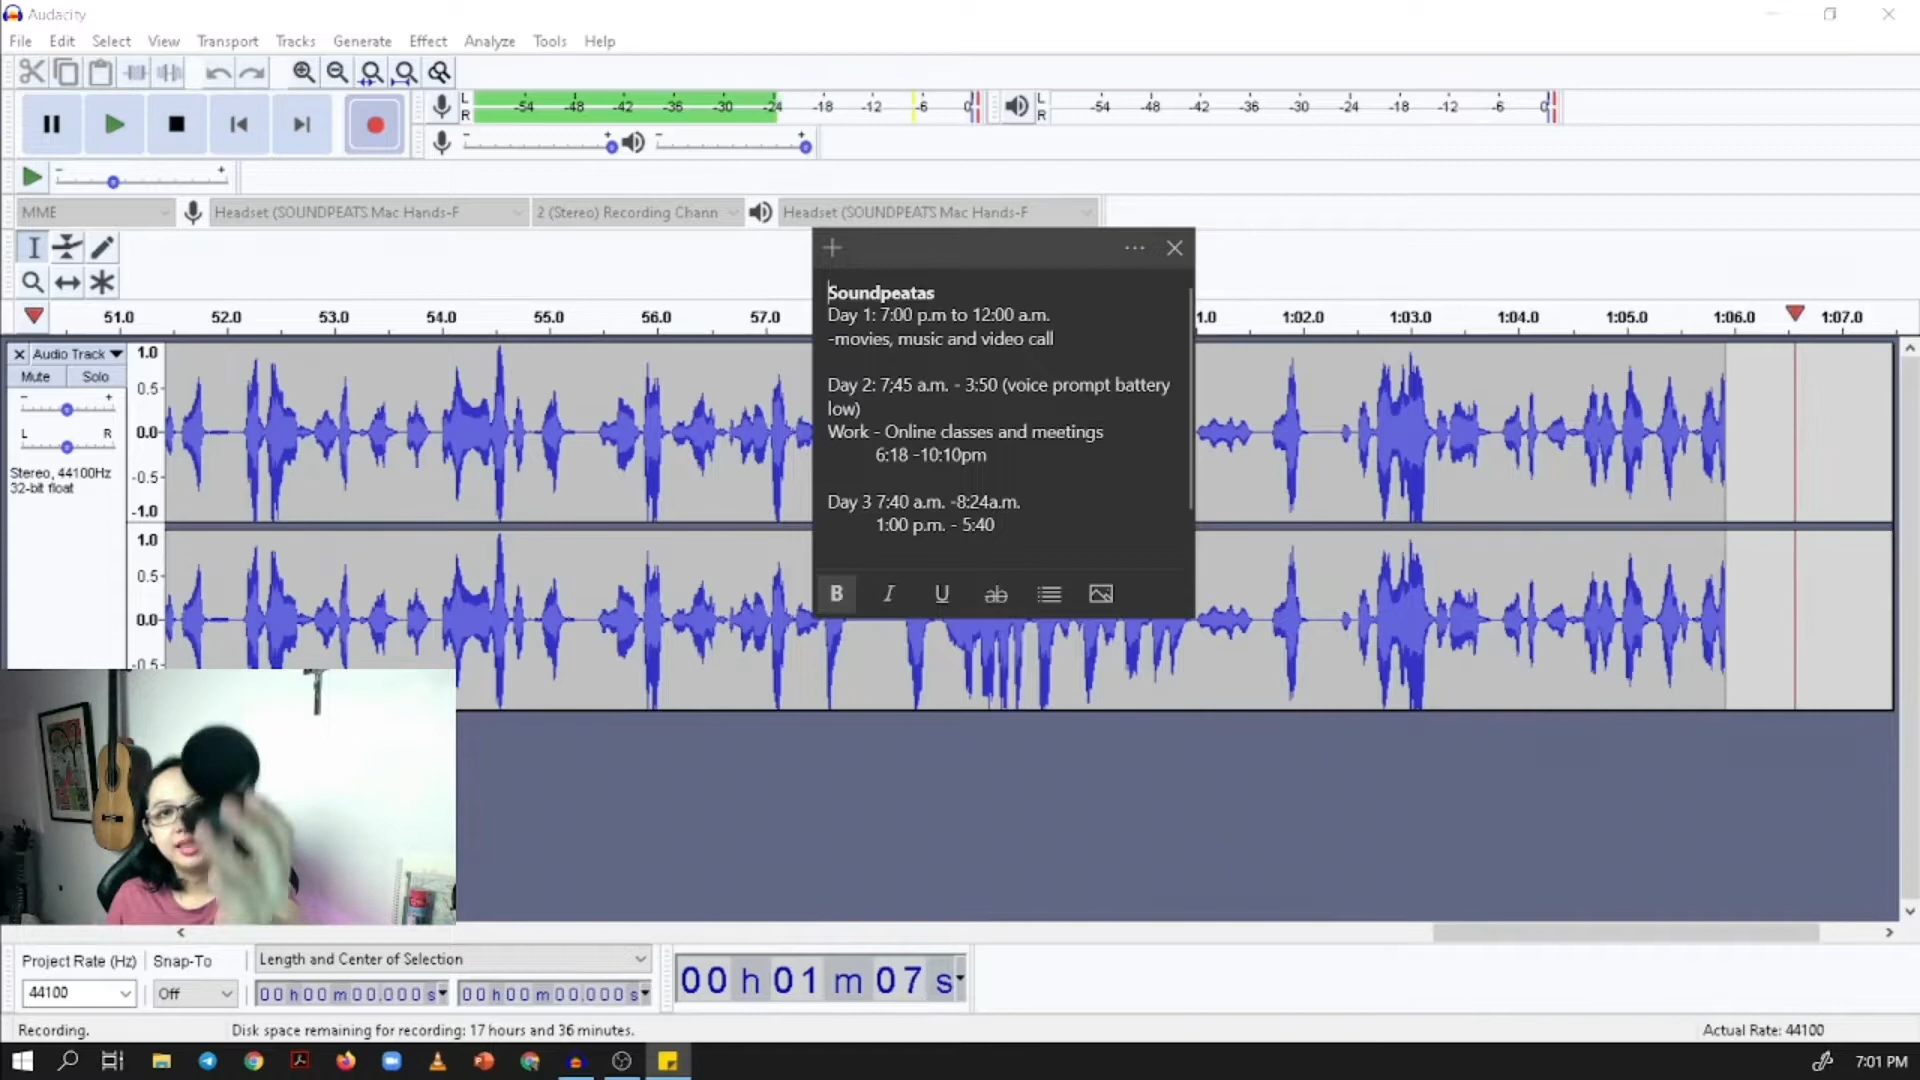 Audacity
File Edit Select View Transport Tracks Generate Effect Analyze Tools Help
L R -54 -48 -42 -36 -30 -24 -18 -12 -6 0 L R -54 -48 -42 -36 -30 -24 -18 -12 -6 0
- + - +
- +
MME Headset (SOUNDPEATS Mac Hands-F 2 (Stereo) Recording Chann Headset (SOUNDPEATS Mac Hands-F
51.0 52.0 53.0 54.0 55.0 56.0 57.0 1.0 1:02.0 1:03.0 1:04.0 1:05.0 1:06.0 1:07.0
Soundpeatas
Day 1: 7:00 p.m to 12:00 a.m.
-movies, music and video call
Day 2: 7;45 a.m. - 3:50 (voice prompt battery
low)
Work - Online classes and meetings
6:18 -10:10pm
Day 3 7:40 a.m. -8:24a.m.
1:00 p.m. - 5:40
B I U ab
Audio Track
Mute Solo
- +
L R
Stereo, 44100Hz
32-bit float
1.0
0.5
0.0
-0.5
-1.0
1.0
0.5
0.0
-0.5
Project Rate (Hz) Snap-To Length and Center of Selection
44100 Off 00 h 00 m 00.000 s 00 h 00 m 00.000 s
00 h 01 m 07 s
Recording. Disk space remaining for recording: 17 hours and 36 minutes. Actual Rate: 44100
7:01 PM